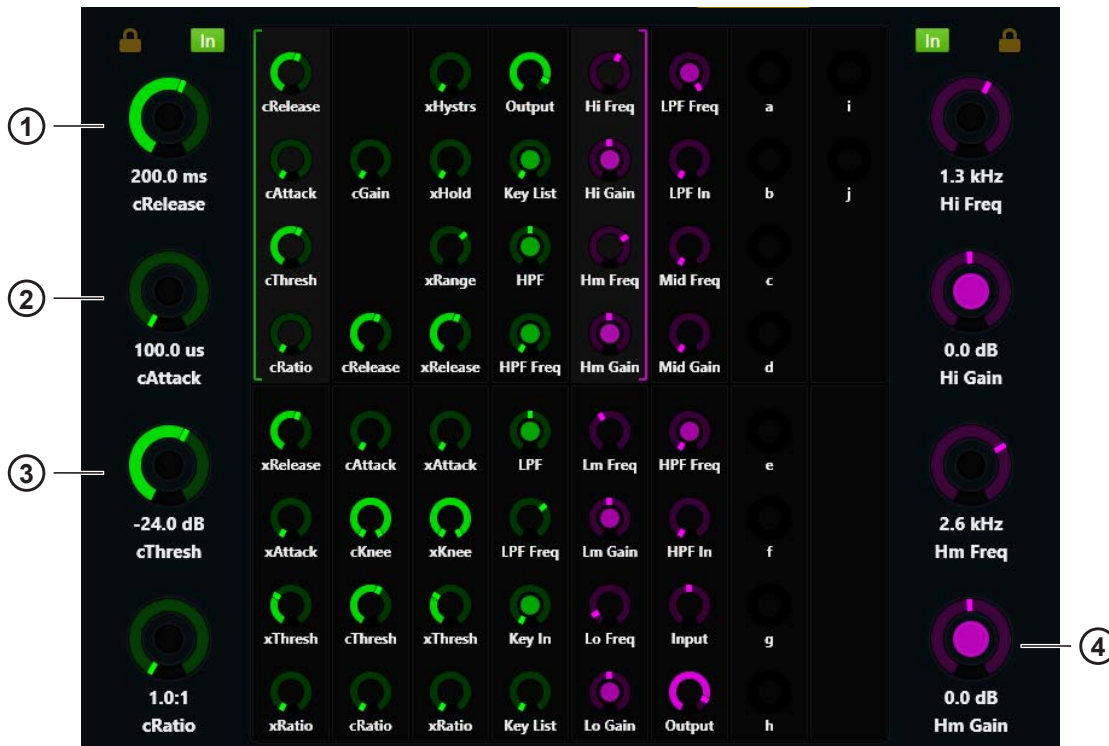 In
In
1
200.0 ms
cRelease
2
100.0 us
cAttack
3
-24.0 dB
cThresh
1.0:1
cRatio
cRelease xHystrs Output Hi Freq LPF Freq a i
cAttack cGain xHold Key List Hi Gain LPF In b j
cThresh xRange HPF Hm Freq Mid Freq c
cRatio cRelease xRelease HPF Freq Hm Gain Mid Gain d
xRelease cAttack xAttack LPF Lm Freq HPF Freq e
xAttack cKnee xKnee LPF Freq Lm Gain HPF In f
xThresh cThresh xThresh Key In Lo Freq Input g
xRatio cRatio xRatio Key List Lo Gain Output h
1.3 kHz
Hi Freq
0.0 dB
Hi Gain
2.6 kHz
Hm Freq
4
0.0 dB
Hm Gain